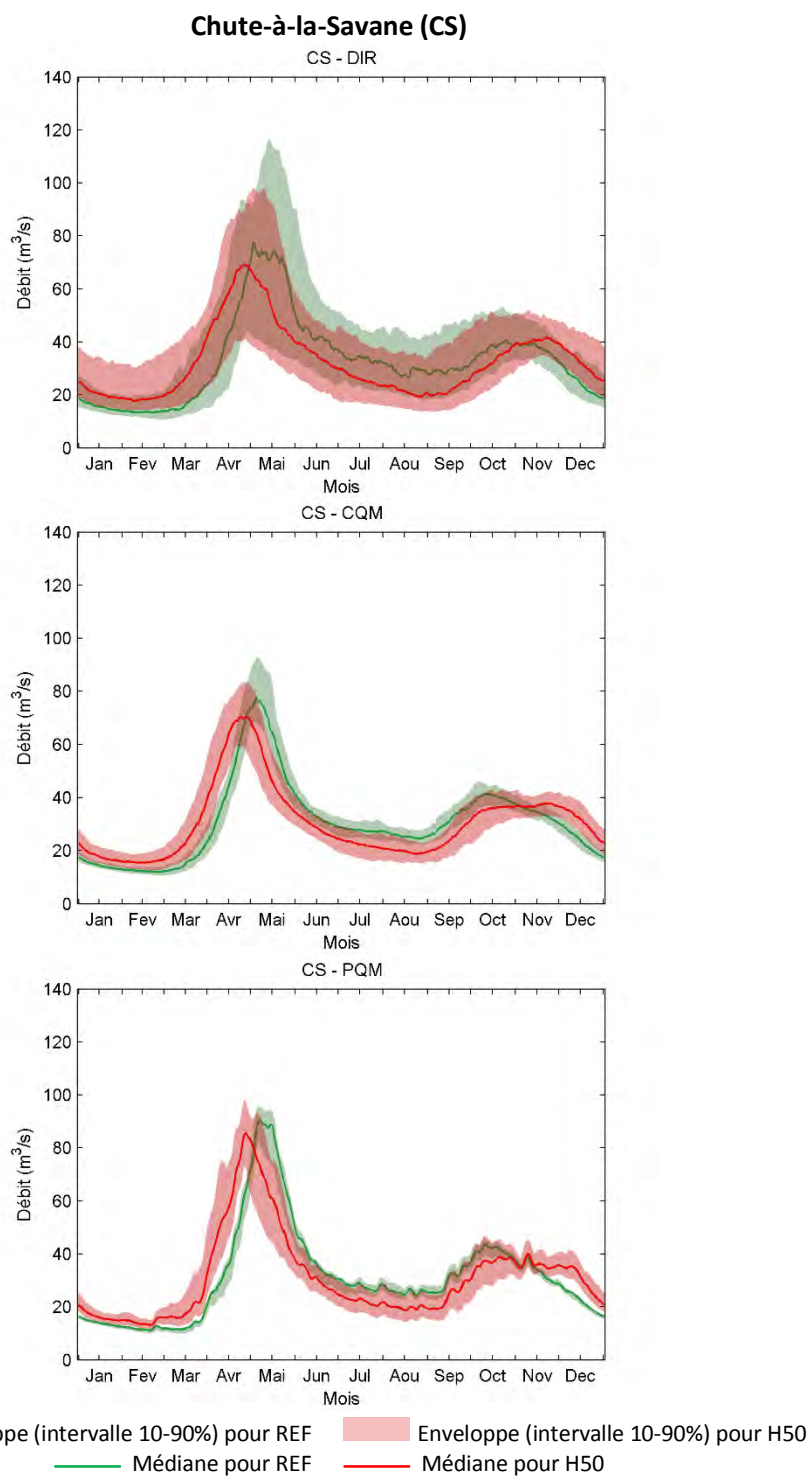 Chute-à-la-Savane (CS)
CS - DIR
140
120
100
80
60
40
20
0
Débit (m³/s)
Jan Fev Mar Avr Mai Jun Jul Aou Sep Oct Nov Dec
Mois
CS - CQM
140
120
100
80
60
40
20
0
Débit (m³/s)
Jan Fev Mar Avr Mai Jun Jul Aou Sep Oct Nov Dec
Mois
CS - PQM
140
120
100
80
60
40
20
0
Débit (m³/s)
Jan Fev Mar Avr Mai Jun Jul Aou Sep Oct Nov Dec
Mois
ppe (intervalle 10-90%) pour REF Enveloppe (intervalle 10-90%) pour H50
Médiane pour REF Médiane pour H50